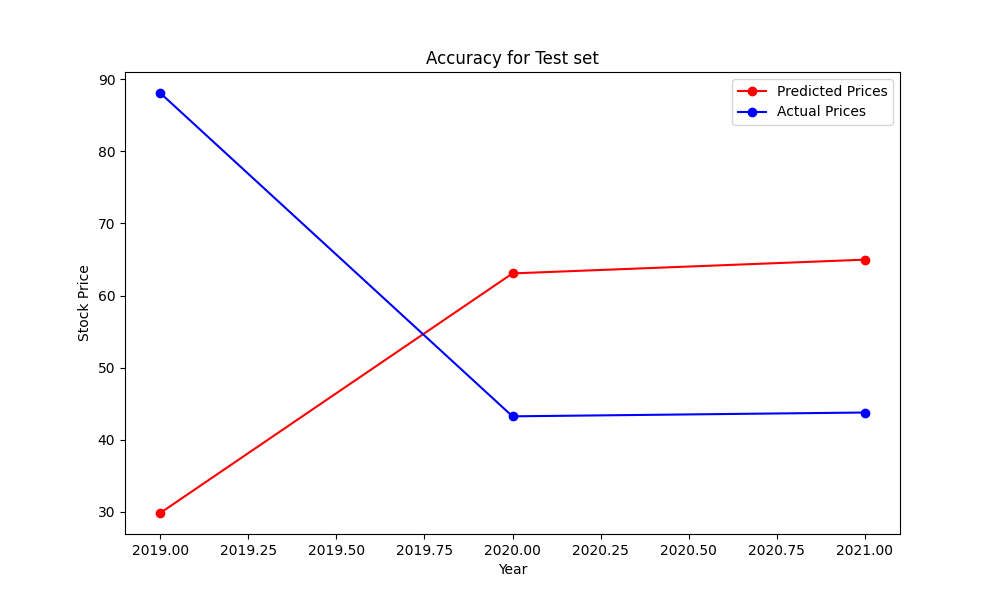 Accuracy for Test set
Predicted Prices
Actual Prices
90
80
70
60
50
40
30
Stock Price
2019.00 2019.25 2019.50 2019.75 2020.00 2020.25 2020.50 2020.75 2021.00
Year